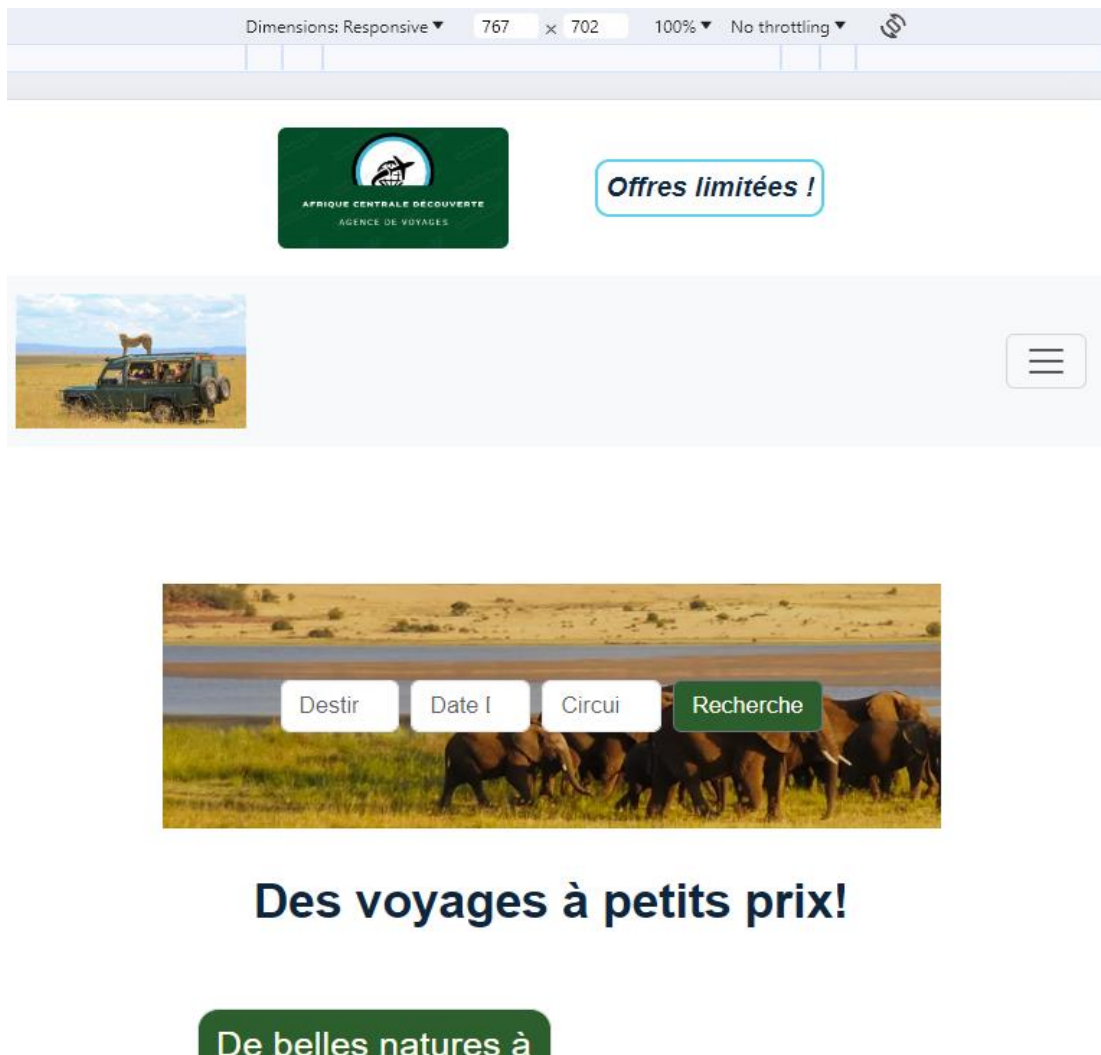 Dimensions: Responsive 767 × 702 100% No throttling
AFRIQUE CENTRALE DÉCOUVERTE
AGENCE DE VOYAGES
Offres limitées !
Destir Date D Circui Recherche
Des voyages à petits prix!
De belles natures à